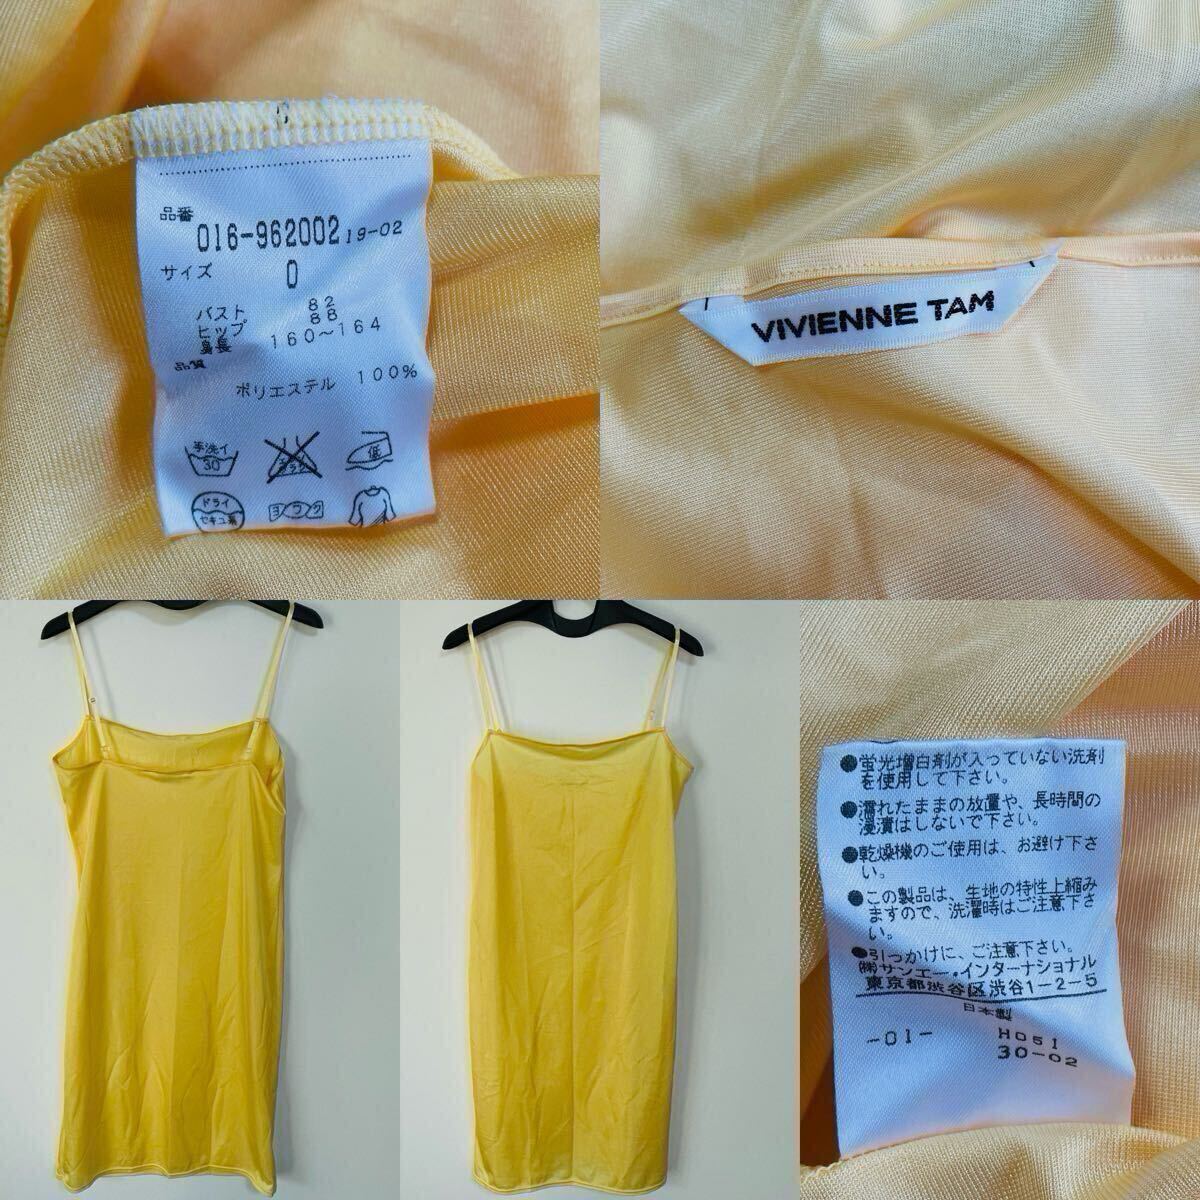 品番
016-962002 19-02
サイズ 0
バスト 82
ヒップ 88
身長 160〜164
品質
ポリエステル 100%
手洗イ
30
エンソ
サラシ
低
ドライ
セキユ系
ヨワク
VIVIENNE TAM
●蛍光増白剤が入っていない洗剤
を使用して下さい。
●濡れたままの放置や、長時間の
浸漬はしないで下さい。
●乾燥機のご使用は、お避け下さ
い。
●この製品は、生地の特性上縮み
ますので、洗濯時はご注意下さ
い。
●引っかけに、ご注意下さい。
㈱サンエー・インターナショナル
東京都渋谷区渋谷1-2-5
日本製
-01- H051
30-02